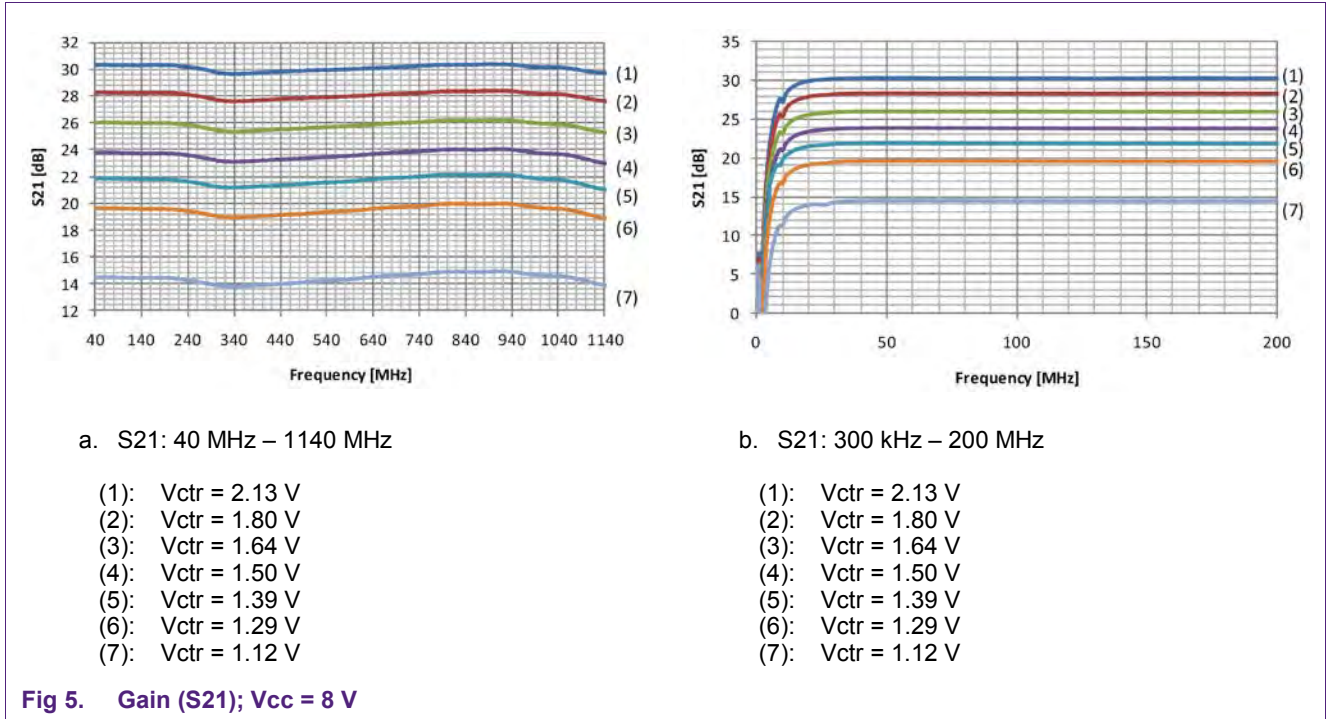 32
30
28
26
24
22
20
18
16
14
12
S21 [dB]
40 140 240 340 440 540 640 740 840 940 1040 1140
Frequency [MHz]
(1)
(2)
(3)
(4)
(5)
(6)
(7)
35
30
25
20
15
10
5
0
S21 [dB]
0 50 100 150 200
Frequency [MHz]
(1)
(2)
(3)
(4)
(5)
(6)
(7)
a. S21: 40 MHz – 1140 MHz
(1): Vctr = 2.13 V
(2): Vctr = 1.80 V
(3): Vctr = 1.64 V
(4): Vctr = 1.50 V
(5): Vctr = 1.39 V
(6): Vctr = 1.29 V
(7): Vctr = 1.12 V
b. S21: 300 kHz – 200 MHz
(1): Vctr = 2.13 V
(2): Vctr = 1.80 V
(3): Vctr = 1.64 V
(4): Vctr = 1.50 V
(5): Vctr = 1.39 V
(6): Vctr = 1.29 V
(7): Vctr = 1.12 V
Fig 5. Gain (S21); Vcc = 8 V